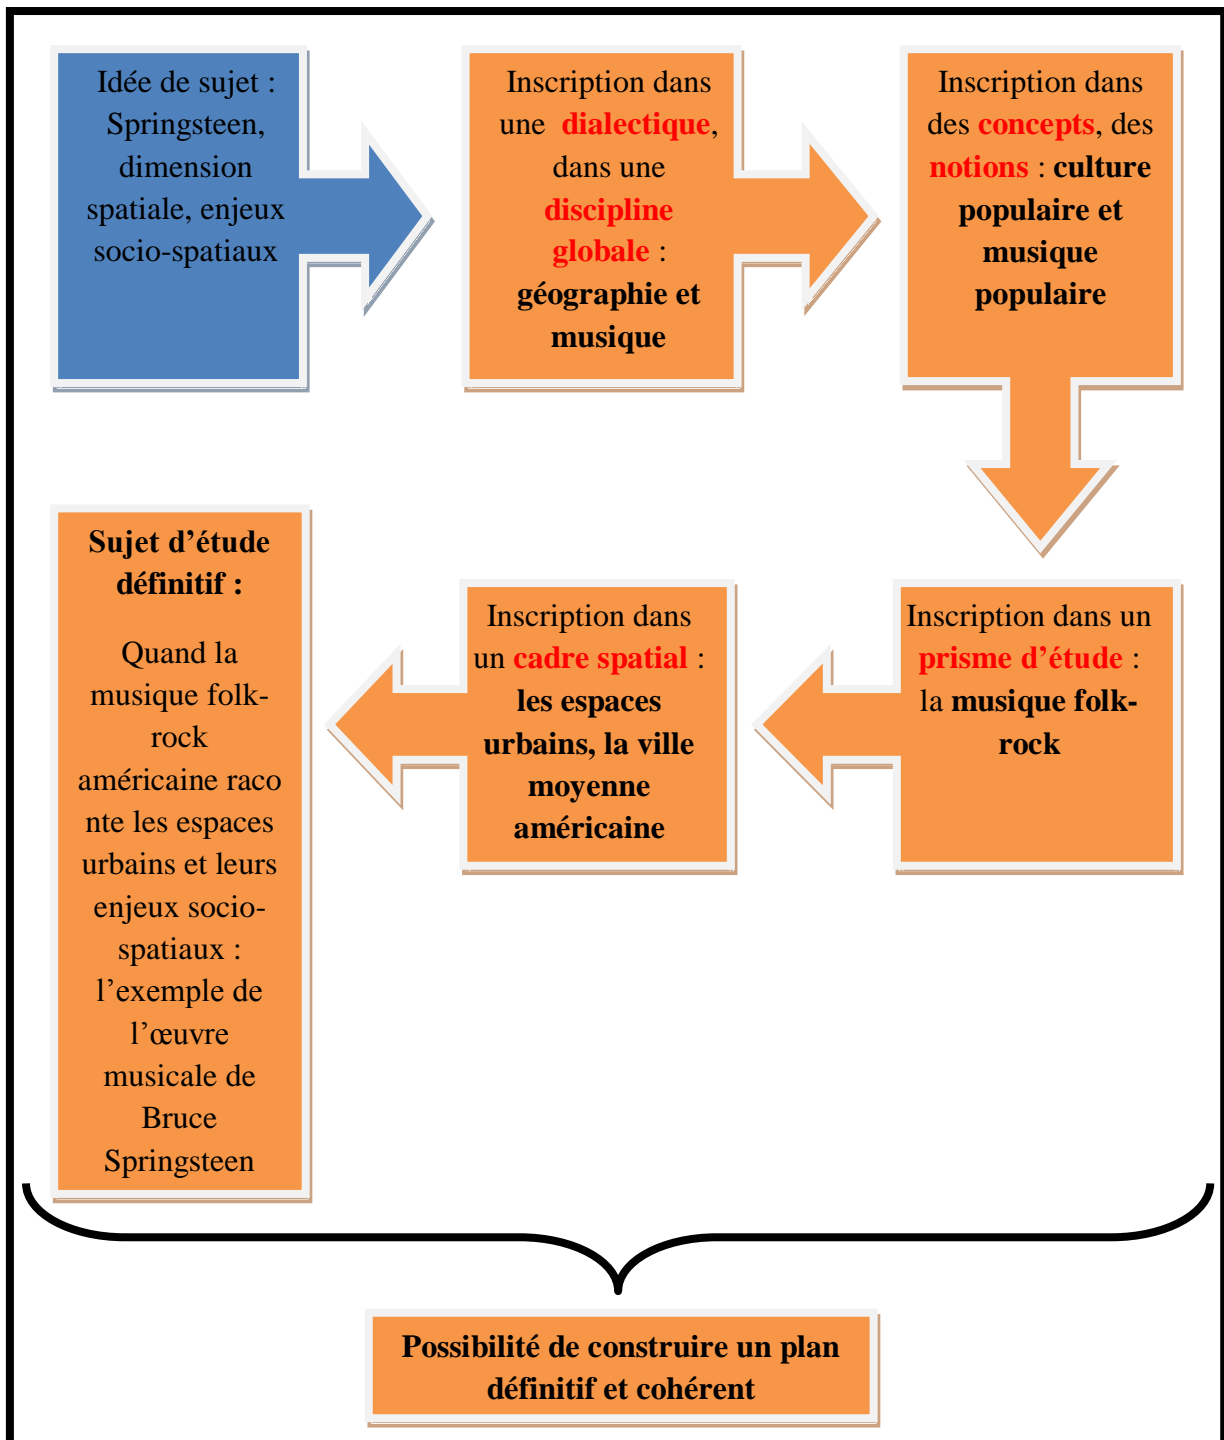 Idée de sujet :
Springsteen,
dimension
spatiale, enjeux
socio-spatiaux
Inscription dans
une dialectique,
dans une
discipline
globale :
géographie et
musique
Inscription dans
des concepts, des
notions : culture
populaire et
musique
populaire
Inscription dans un
prisme d’étude :
la musique folk-
rock
Inscription dans
un cadre spatial :
les espaces
urbains, la ville
moyenne
américaine
Sujet d’étude
définitif :
Quand la
musique folk-
rock
américaine raco
nte les espaces
urbains et leurs
enjeux socio-
spatiaux :
l’exemple de
l’œuvre
musicale de
Bruce
Springsteen
Possibilité de construire un plan
définitif et cohérent